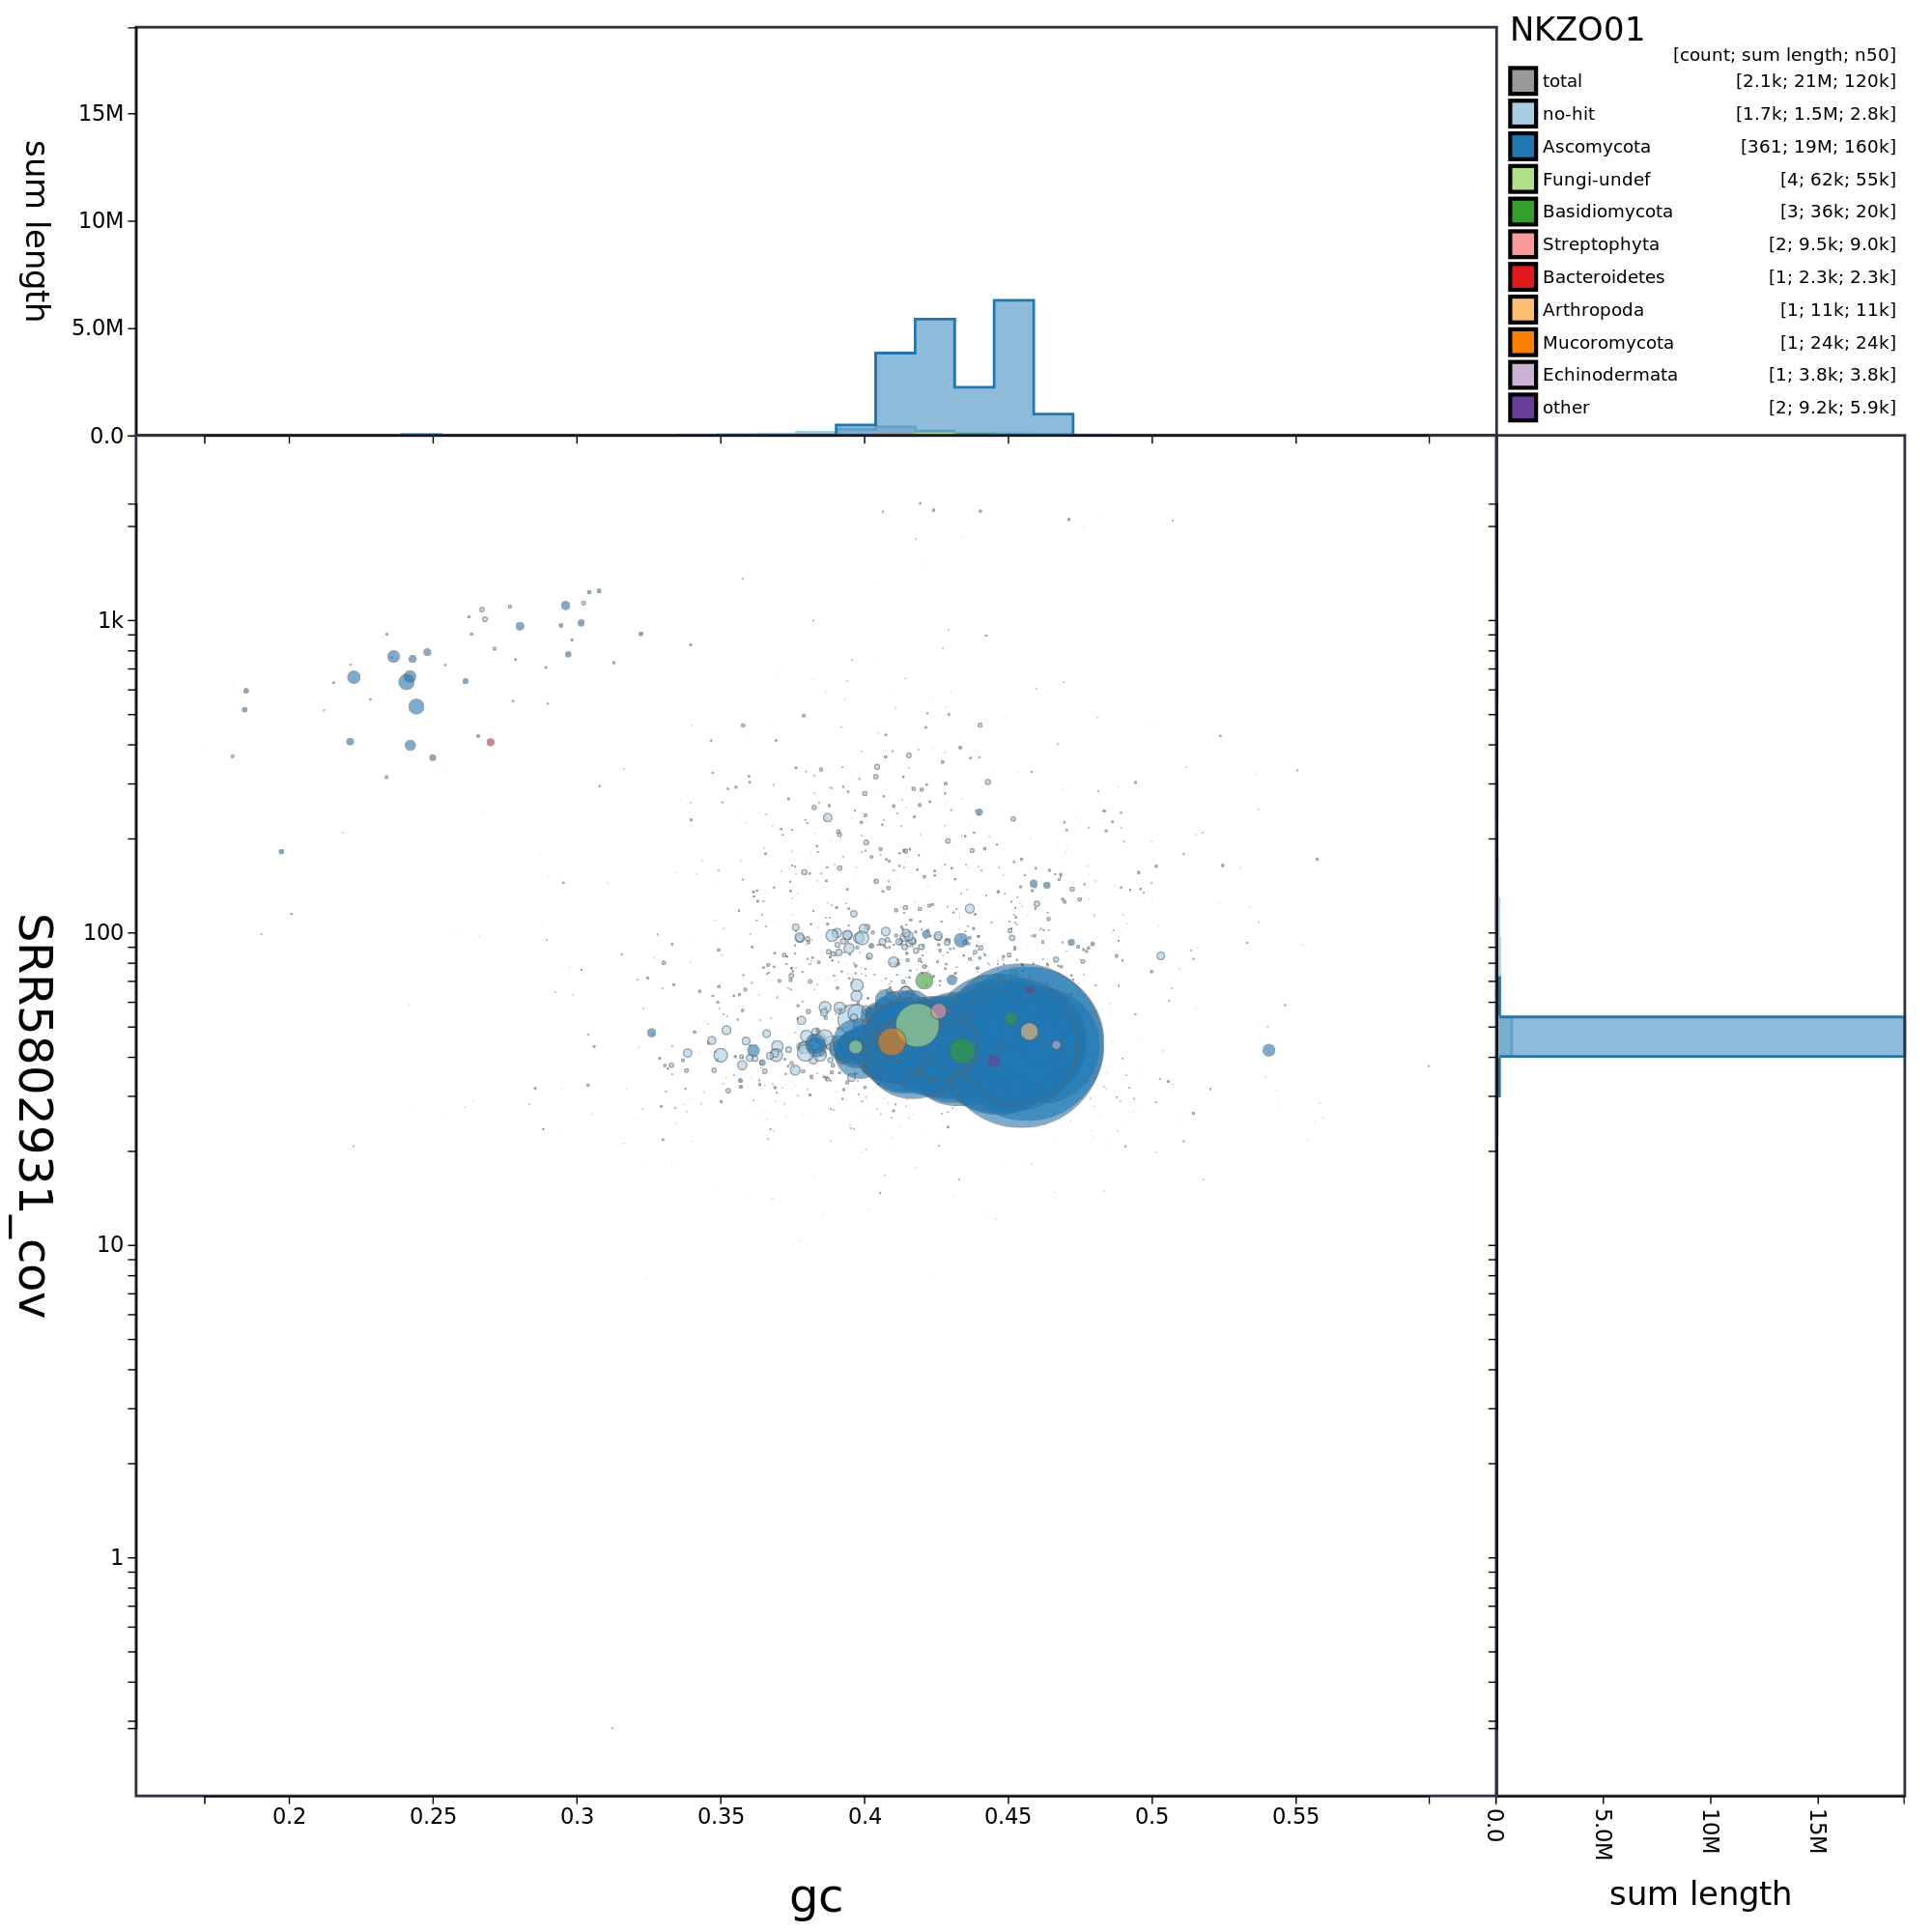 NKZO01
[count; sum length; n50]
total [2.1k; 21M; 120k]
no-hit [1.7k; 1.5M; 2.8k]
Ascomycota [361; 19M; 160k]
Fungi-undef [4; 62k; 55k]
Basidiomycota [3; 36k; 20k]
Streptophyta [2; 9.5k; 9.0k]
Bacteroidetes [1; 2.3k; 2.3k]
Arthropoda [1; 11k; 11k]
Mucoromycota [1; 24k; 24k]
Echinodermata [1; 3.8k; 3.8k]
other [2; 9.2k; 5.9k]
sum length
15M
10M
5.0M
0.0
SRR5802931_cov
1k
100
10
1
0.2 0.25 0.3 0.35 0.4 0.45 0.5 0.55
gc
0.0 5.0M 10M 15M
sum length